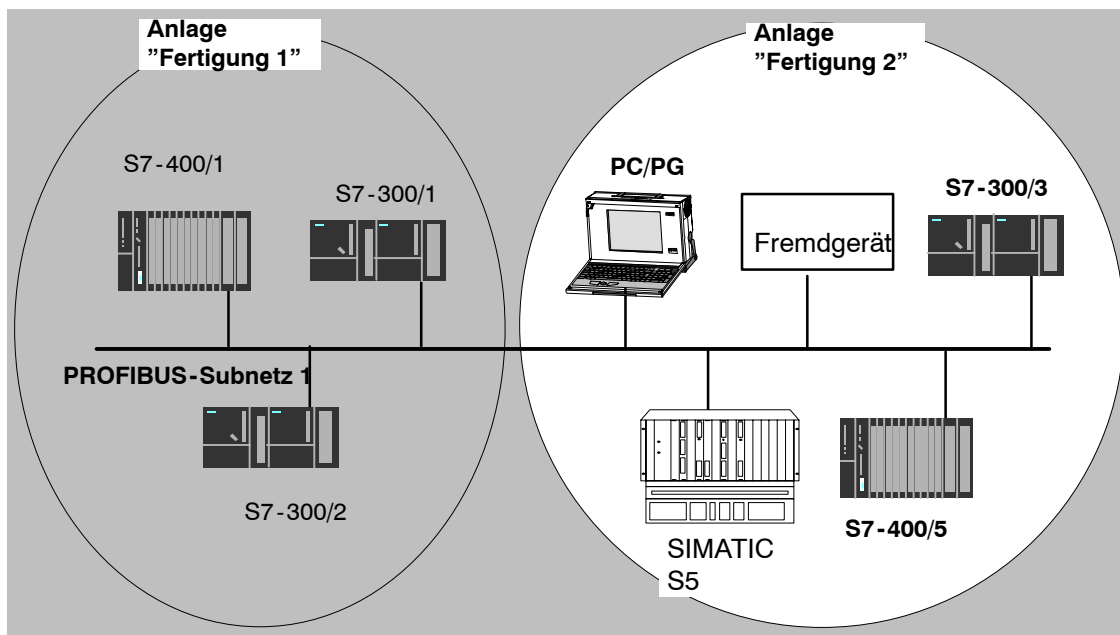 Anlage
”Fertigung 1”
Anlage
”Fertigung 2”
S7-400/1
S7-300/1
PC/PG
Fremdgerät
S7-300/3
PROFIBUS-Subnetz 1
S7-300/2
SIMATIC
S5
S7-400/5